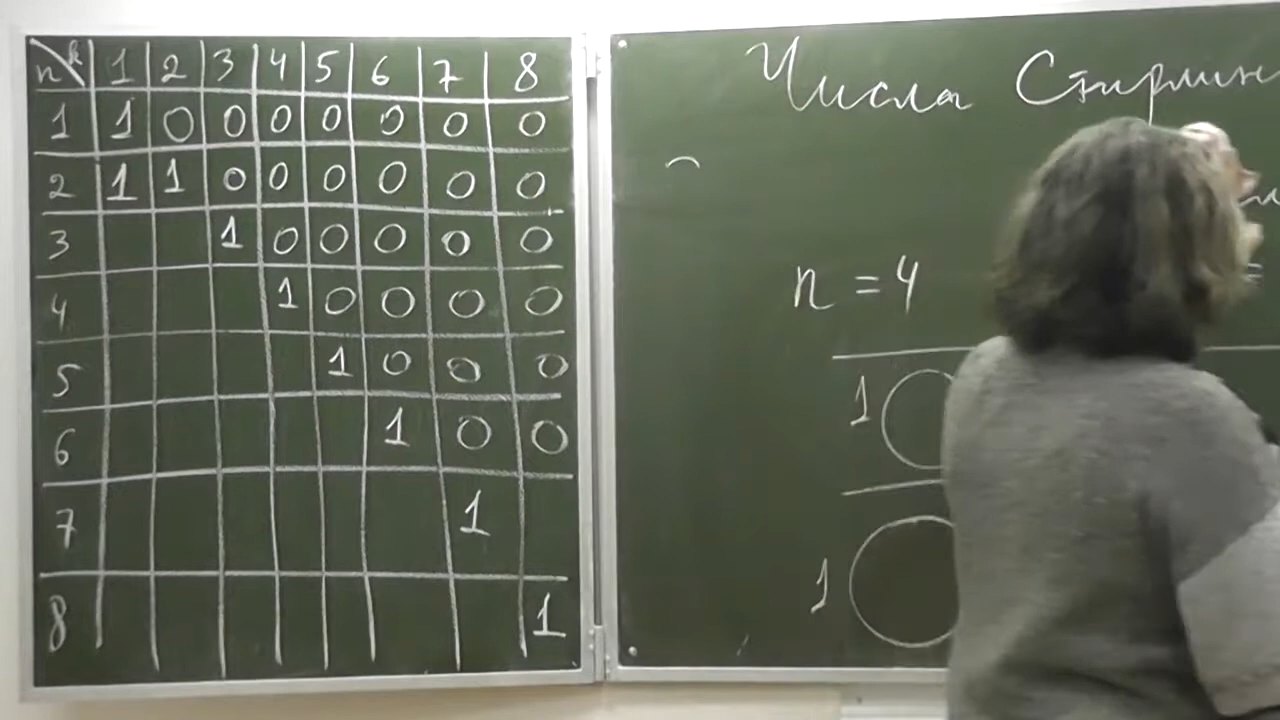 n k 1 2 3 4 5 6 7 8
1 1 0 0 0 0 0 0 0
2 1 1 0 0 0 0 0 0
3 1 0 0 0 0 0
4 1 0 0 0 0
5 1 0 0 0
6 1 0 0
7 1
8 1
Числа
n = 4
1
1